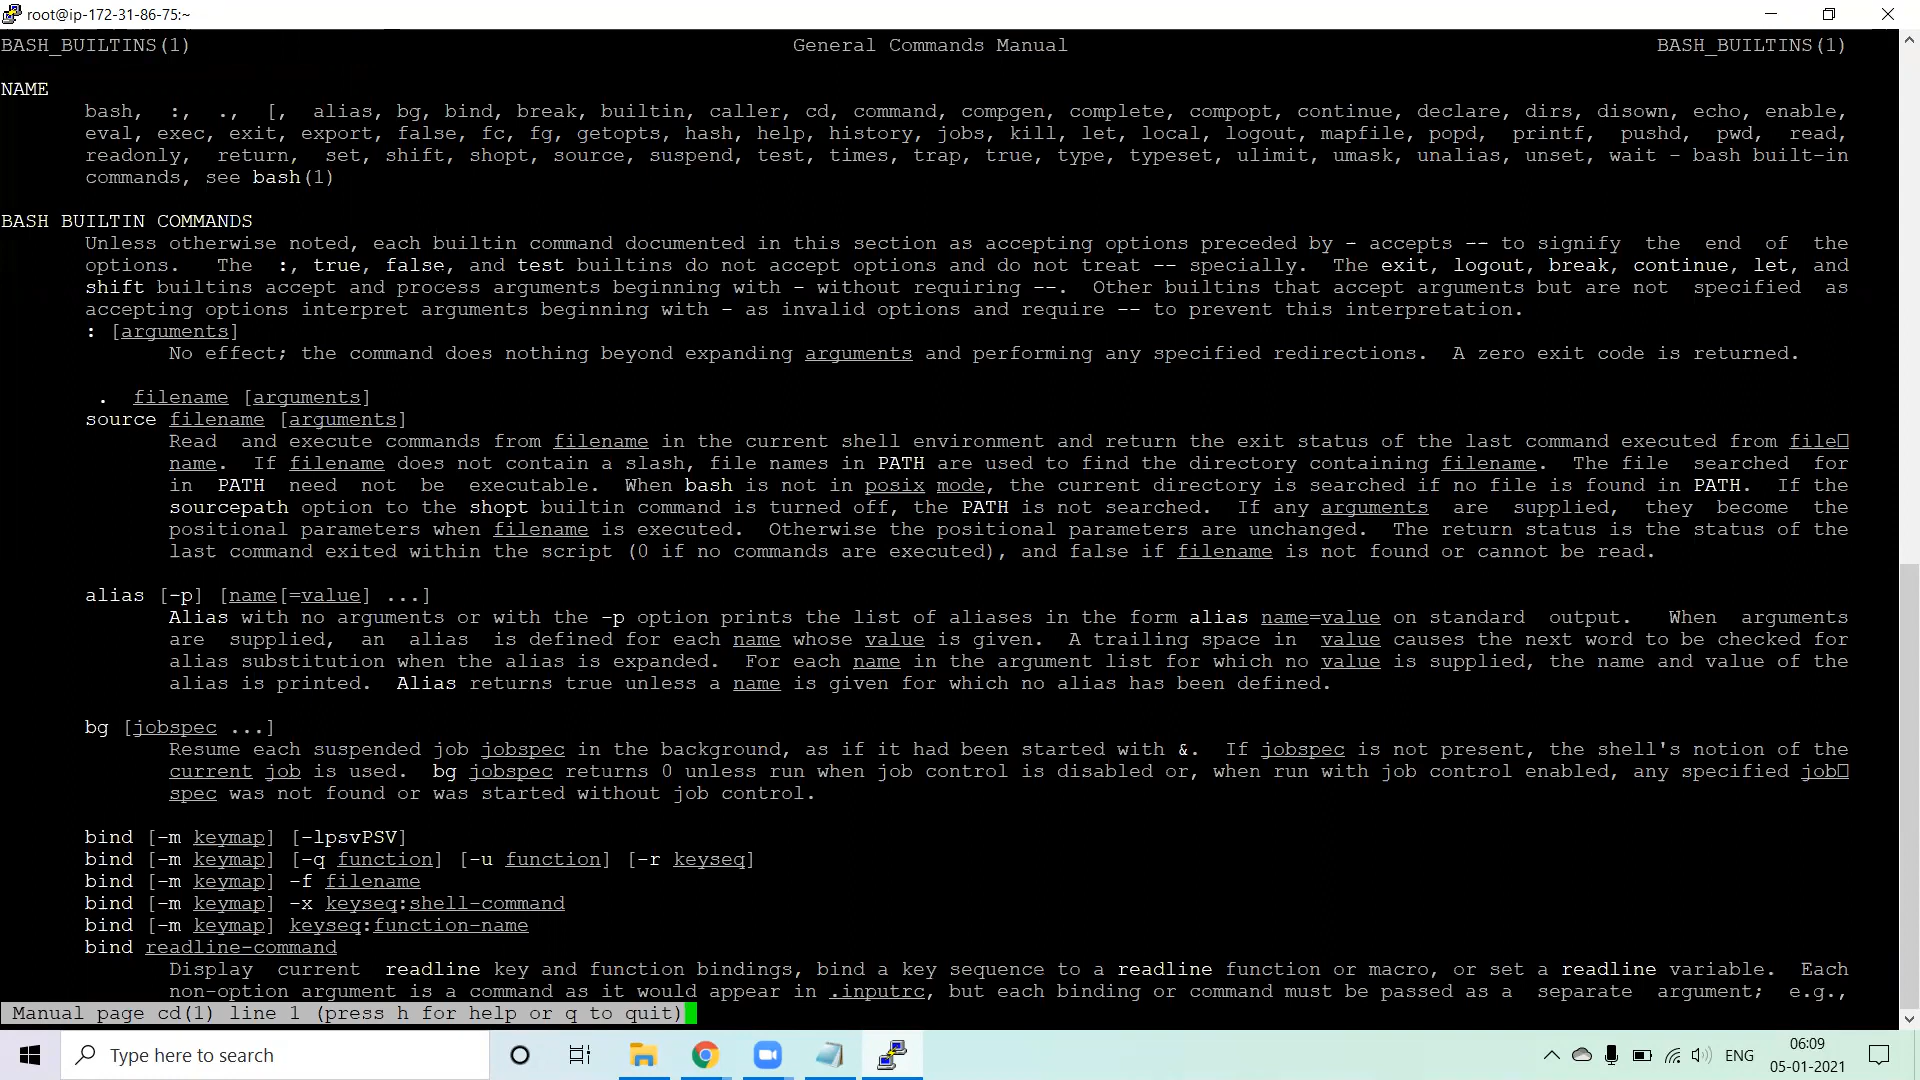 root@ip-172-31-86-75:~
BASH_BUILTINS(1) General Commands Manual BASH_BUILTINS(1)
NAME
bash, :, ., [, alias, bg, bind, break, builtin, caller, cd, command, compgen, complete, compopt, continue, declare, dirs, disown, echo, enable,
eval, exec, exit, export, false, fc, fg, getopts, hash, help, history, jobs, kill, let, local, logout, mapfile, popd, printf, pushd, pwd, read,
readonly, return, set, shift, shopt, source, suspend, test, times, trap, true, type, typeset, ulimit, umask, unalias, unset, wait - bash built-in
commands, see bash(1)
BASH BUILTIN COMMANDS
Unless otherwise noted, each builtin command documented in this section as accepting options preceded by - accepts -- to signify the end of the
options. The :, true, false, and test builtins do not accept options and do not treat -- specially. The exit, logout, break, continue, let, and
shift builtins accept and process arguments beginning with - without requiring --. Other builtins that accept arguments but are not specified as
accepting options interpret arguments beginning with - as invalid options and require -- to prevent this interpretation.
: [arguments]
No effect; the command does nothing beyond expanding arguments and performing any specified redirections. A zero exit code is returned.
. filename [arguments]
source filename [arguments]
Read and execute commands from filename in the current shell environment and return the exit status of the last command executed from file□
name. If filename does not contain a slash, file names in PATH are used to find the directory containing filename. The file searched for
in PATH need not be executable. When bash is not in posix mode, the current directory is searched if no file is found in PATH. If the
sourcepath option to the shopt builtin command is turned off, the PATH is not searched. If any arguments are supplied, they become the
positional parameters when filename is executed. Otherwise the positional parameters are unchanged. The return status is the status of the
last command exited within the script (0 if no commands are executed), and false if filename is not found or cannot be read.
alias [-p] [name[=value] ...]
Alias with no arguments or with the -p option prints the list of aliases in the form alias name=value on standard output. When arguments
are supplied, an alias is defined for each name whose value is given. A trailing space in value causes the next word to be checked for
alias substitution when the alias is expanded. For each name in the argument list for which no value is supplied, the name and value of the
alias is printed. Alias returns true unless a name is given for which no alias has been defined.
bg [jobspec ...]
Resume each suspended job jobspec in the background, as if it had been started with &. If jobspec is not present, the shell's notion of the
current job is used. bg jobspec returns 0 unless run when job control is disabled or, when run with job control enabled, any specified job□
spec was not found or was started without job control.
bind [-m keymap] [-lpsvPSV]
bind [-m keymap] [-q function] [-u function] [-r keyseq]
bind [-m keymap] -f filename
bind [-m keymap] -x keyseq:shell-command
bind [-m keymap] keyseq:function-name
bind readline-command
Display current readline key and function bindings, bind a key sequence to a readline function or macro, or set a readline variable. Each
non-option argument is a command as it would appear in .inputrc, but each binding or command must be passed as a separate argument; e.g.,
Manual page cd(1) line 1 (press h for help or q to quit)
Type here to search
ENG
06:09
05-01-2021